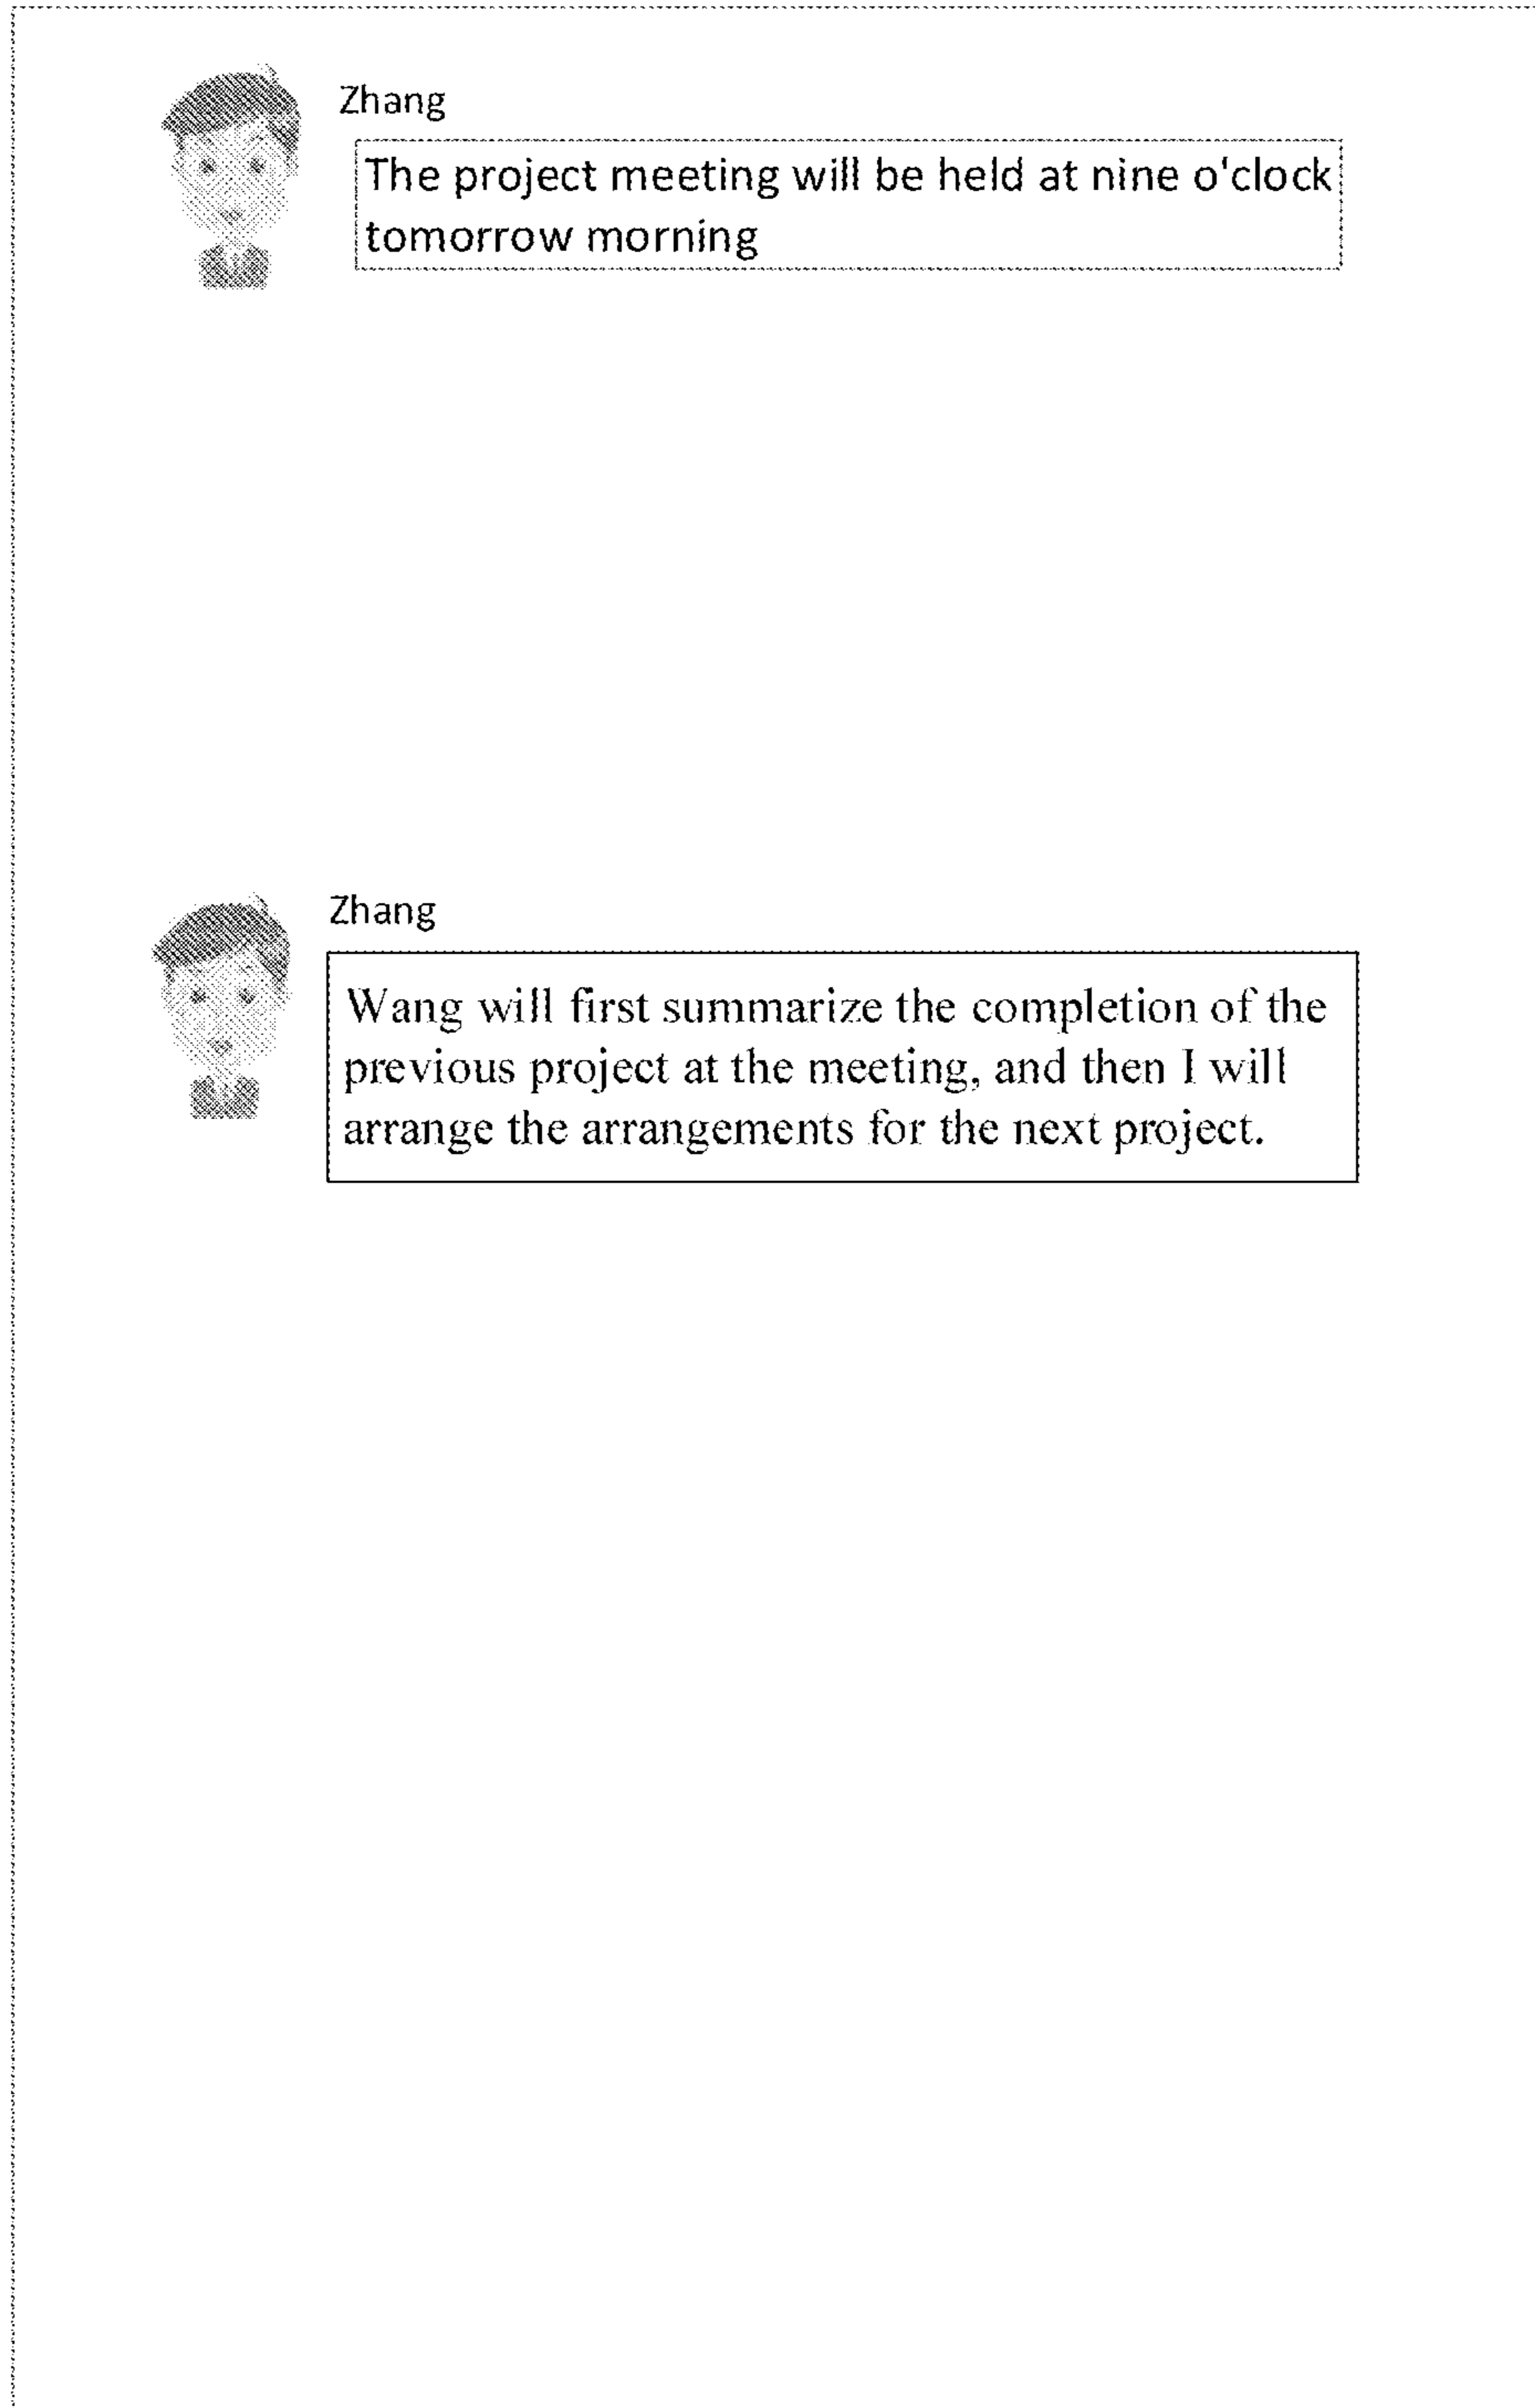 Zhang
The project meeting will be held at nine o'clock
tomorrow morning
Zhang
Wang will first summarize the completion of the
previous project at the meeting, and then I will
arrange the arrangements for the next project.